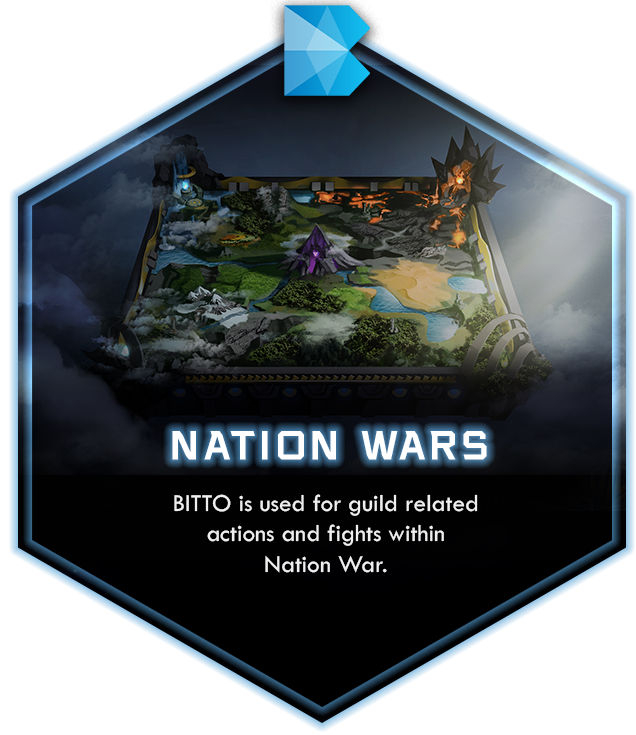 NATION WARS
BITTO is used for guild related
actions and fights within
Nation War.